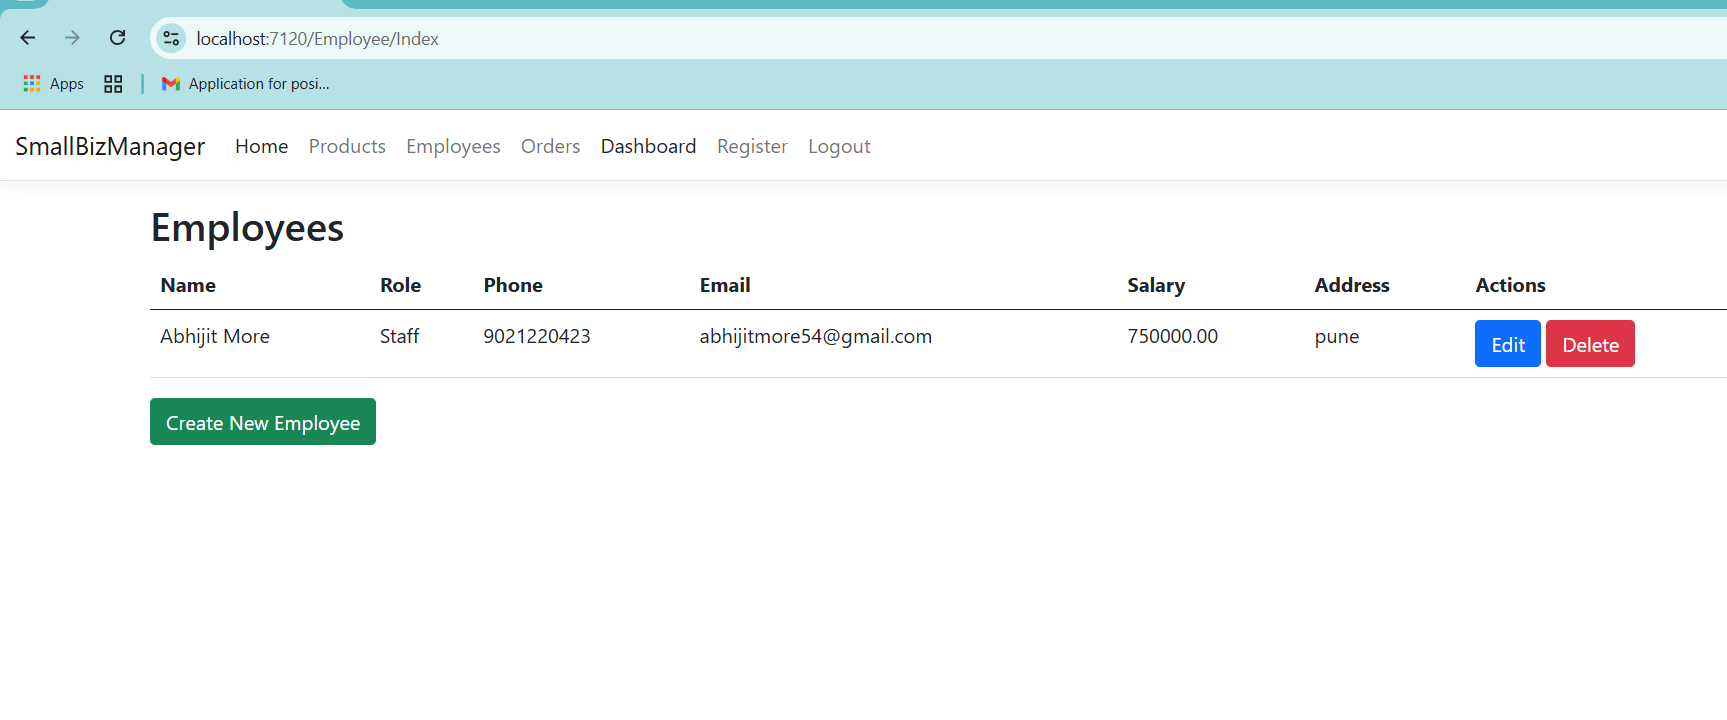 localhost:7120/Employee/Index
Apps Application for posi...
SmallBizManager Home Products Employees Orders Dashboard Register Logout
Employees
Name Role Phone Email Salary Address Actions
Abhijit More Staff 9021220423 abhijitmore54@gmail.com 750000.00 pune Edit Delete
Create New Employee